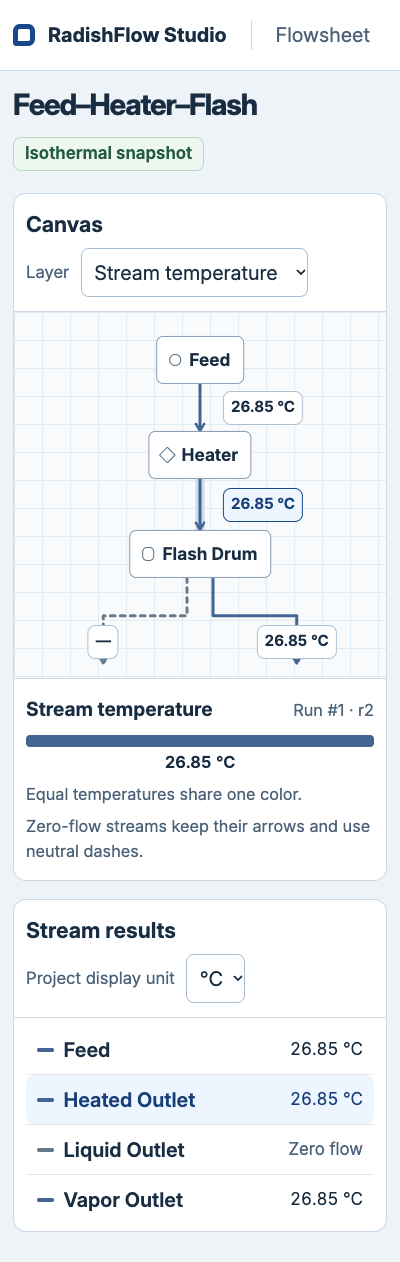 RadishFlow Studio
Flowsheet
Feed–Heater–Flash
Isothermal snapshot
Canvas
Layer
Stream temperature
Feed
26.85 °C
Heater
26.85 °C
Flash Drum
—
26.85 °C
Stream temperature
Run #1 · r2
26.85 °C
Equal temperatures share one color.
Zero-flow streams keep their arrows and use
neutral dashes.
Stream results
Project display unit
°C
Feed
26.85 °C
Heated Outlet
26.85 °C
Liquid Outlet
Zero flow
Vapor Outlet
26.85 °C